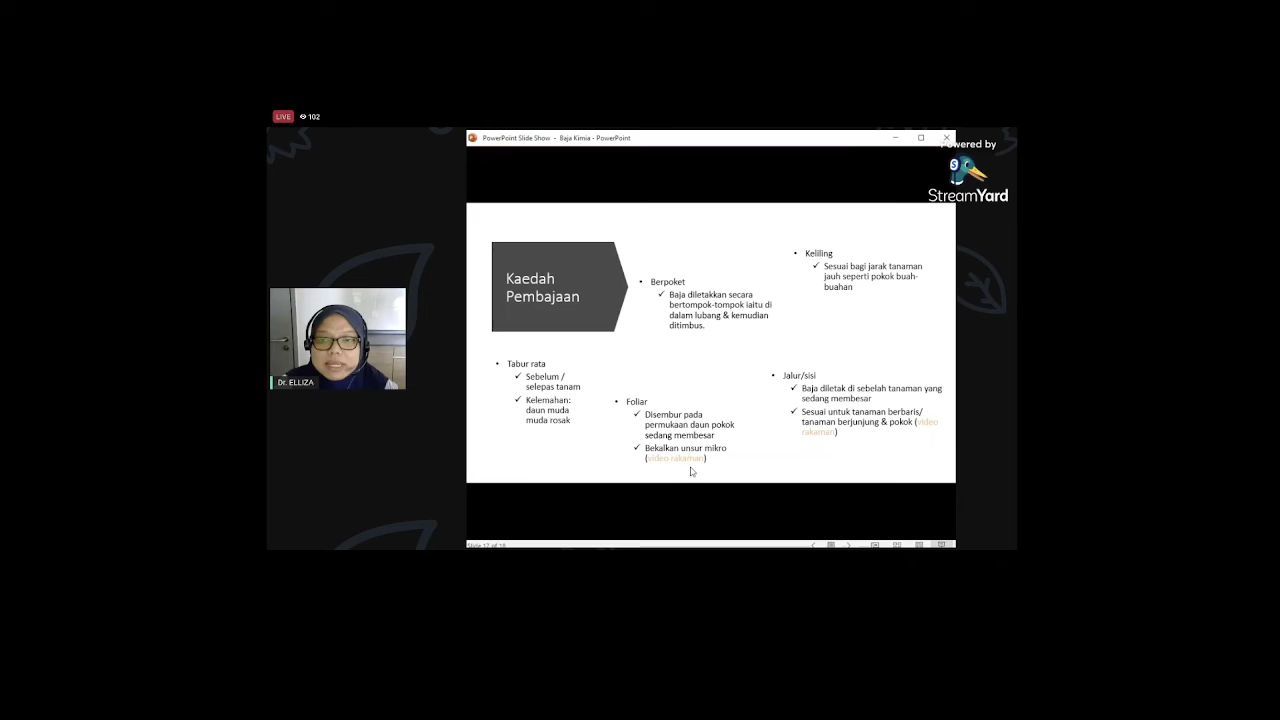 LIVE 102
PowerPoint Slide Show - Baja Kimia - PowerPoint
Powered by
StreamYard
Kaedah
Pembajaan
• Berpoket
✓ Baja diletakkan secara
bertompok-tompok iaitu di
dalam lubang & kemudian
ditimbus.
• Keliling
✓ Sesuai bagi jarak tanaman
jauh seperti pokok buah-
buahan
• Tabur rata
✓ Sebelum /
selepas tanam
✓ Kelemahan:
daun muda
muda rosak
• Foliar
✓ Disembur pada
permukaan daun pokok
sedang membesar
✓ Bekalkan unsur mikro
(video rakaman)
• Jalur/sisi
✓ Baja diletak di sebelah tanaman yang
sedang membesar
✓ Sesuai untuk tanaman berbaris/
tanaman berjunjung & pokok (video
rakaman)
Dr. ELLIZA
Slide 17 of 18